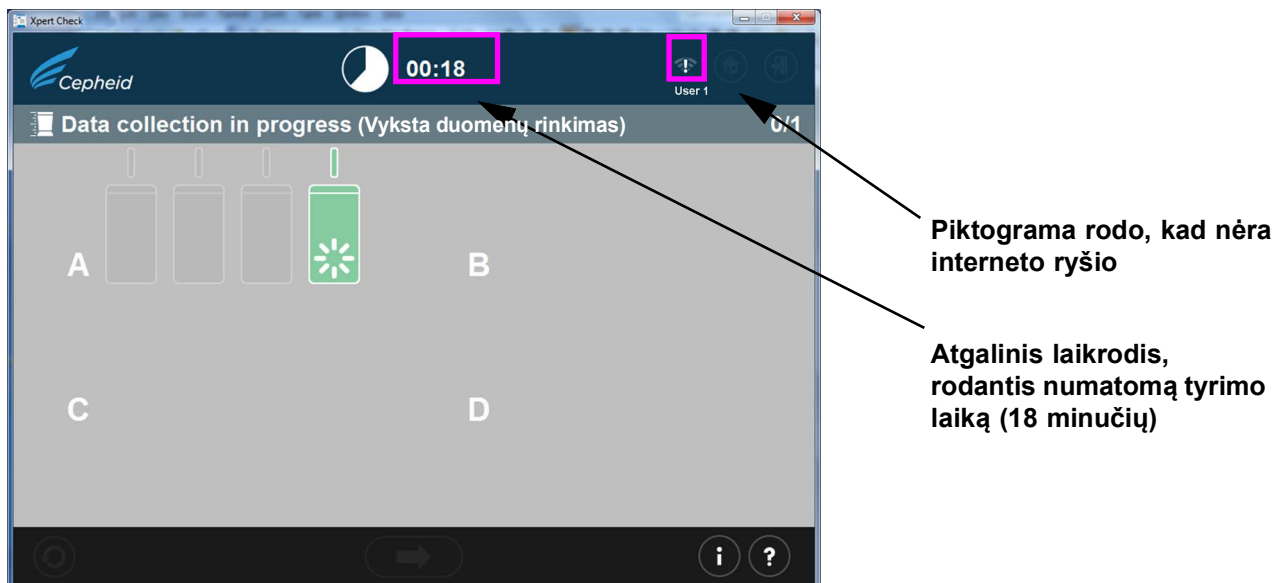 Xpert Check
Cepheid
00:18
User 1
Data collection in progress (Vyksta duomenų rinkimas)
0/1
A
B
C
D
i
?
Piktograma rodo, kad nėra
interneto ryšio
Atgalinis laikrodis,
rodantis numatomą tyrimo
laiką (18 minučių)